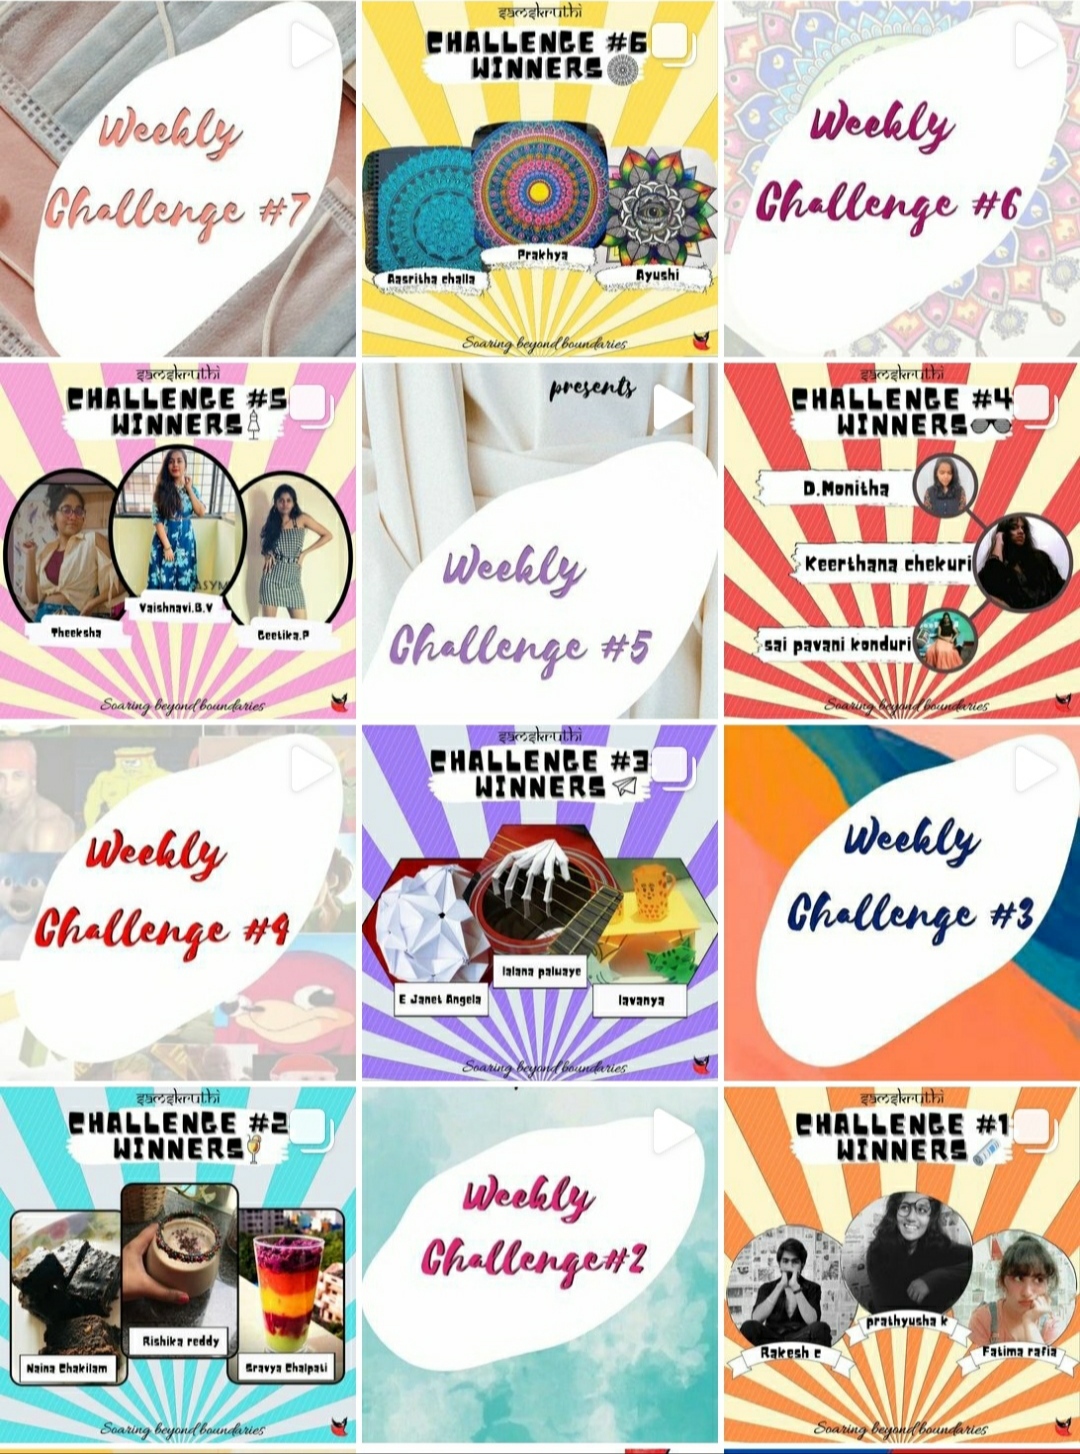 Weekly
Challenge #7
samskruthi
CHALLENGE #6
WINNERS
Aasritha challa
Prakhya
Ayushi
Soaring beyond boundaries
Weekly
Challenge #6
samskruthi
CHALLENGE #5
WINNERS
Theeksha
Vaishnavi.B.V
Geetika.P
Soaring beyond boundaries
presents
Weekly
Challenge #5
samskruthi
CHALLENGE #4
WINNERS
D.Monitha
Keerthana chekuri
sai pavani konduri
Soaring beyond boundaries
Weekly
Challenge #4
samskruthi
CHALLENGE #3
WINNERS
E Janet Angela
lalana palwaye
lavanya
Soaring beyond boundaries
Weekly
Challenge #3
samskruthi
CHALLENGE #2
WINNERS
Naina Chakilam
Rishika reddy
Sravya Chalpati
Soaring beyond boundaries
Weekly
Challenge#2
samskruthi
CHALLENGE #1
WINNERS
Rakesh c
prathyusha k
Fatima rafia
Soaring beyond boundaries